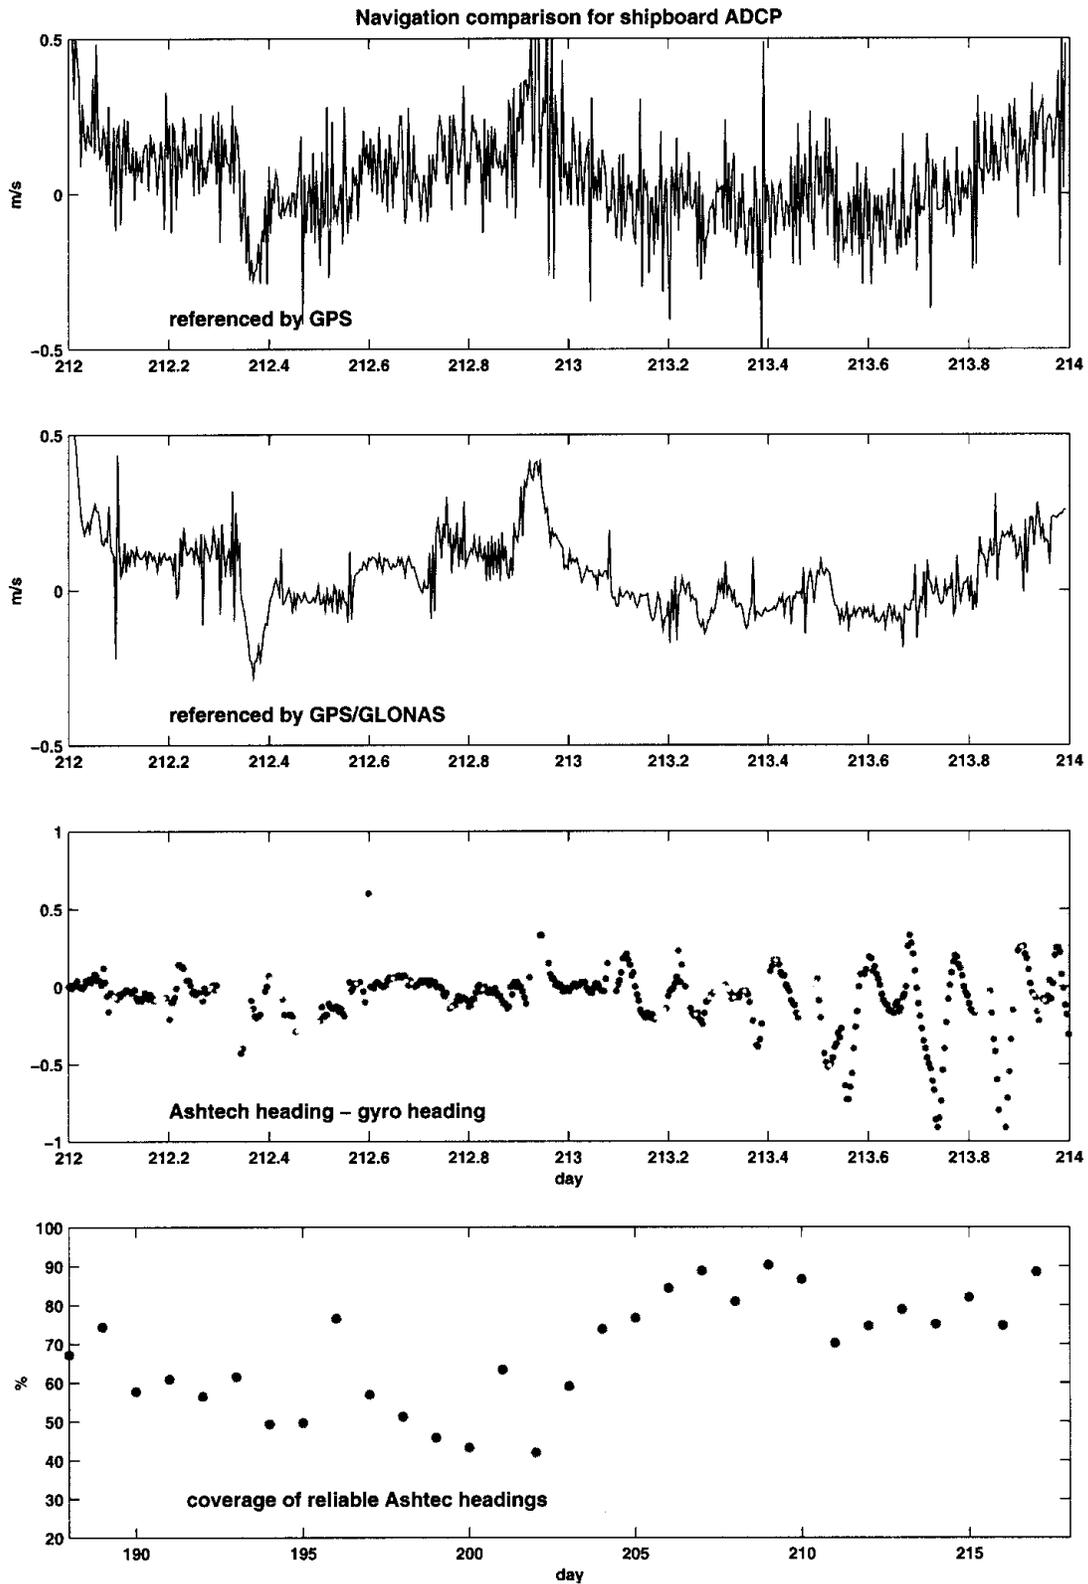 Navigation comparison for shipboard ADCP
0.5
m/s
0
referenced by GPS
−0.5
212 212.2 212.4 212.6 212.8 213 213.2 213.4 213.6 213.8 214
0.5
m/s
0
referenced by GPS/GLONAS
−0.5
212 212.2 212.4 212.6 212.8 213 213.2 213.4 213.6 213.8 214
1
0.5
0
−0.5
Ashtech heading − gyro heading
−1
212 212.2 212.4 212.6 212.8 213 213.2 213.4 213.6 213.8 214
day
100
90
80
70
%
60
50
40
coverage of reliable Ashtec headings
30
20
190 195 200 205 210 215
day